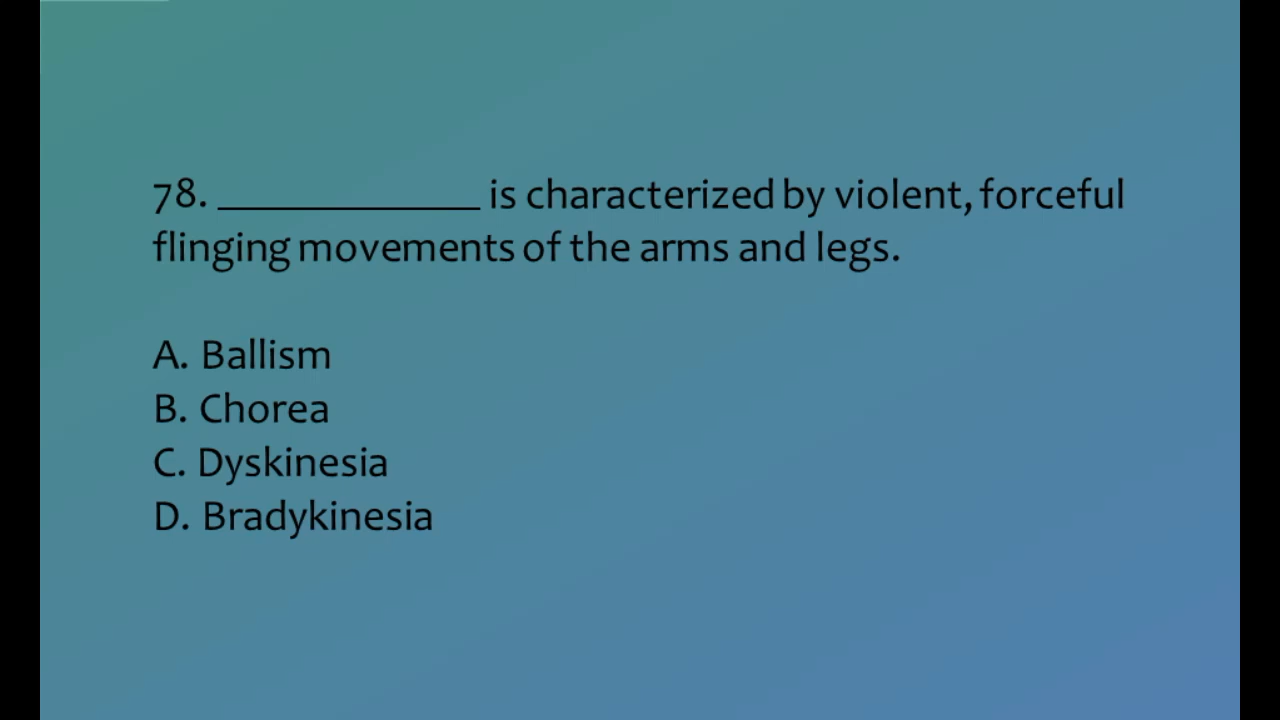 78. _____________ is characterized by violent, forceful
flinging movements of the arms and legs.
A. Ballism
B. Chorea
C. Dyskinesia
D. Bradykinesia